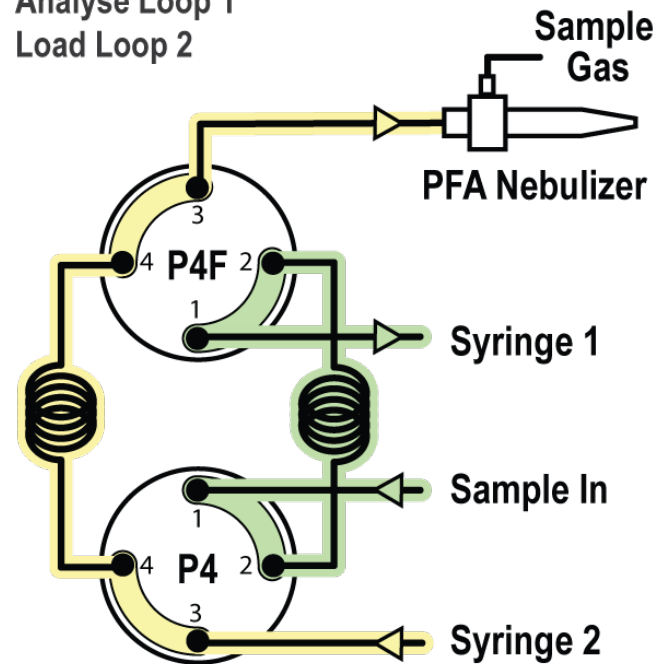 Analyse Loop 1
Load Loop 2
Sample
Gas
PFA Nebulizer
3
4 P4F 2
1
Syringe 1
Sample In
1
4 P4 2
3
Syringe 2